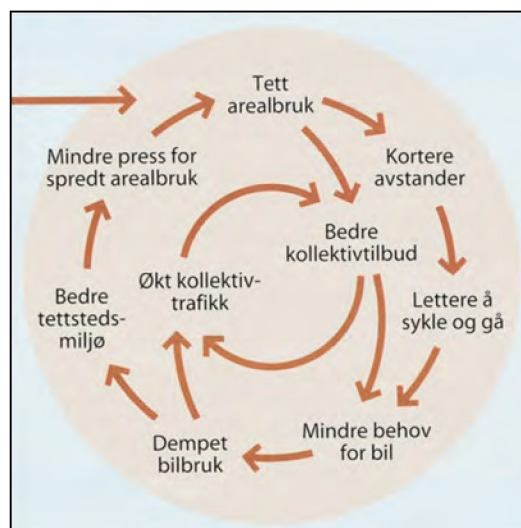 Tett
arealbruk
Kortere
avstander
Lettere å
sykle og gå
Mindre behov
for bil
Dempet
bilbruk
Bedre
tettsteds-
miljø
Mindre press for
spredt arealbruk
Bedre
kollektivtilbud
Økt kollektiv-
trafikk